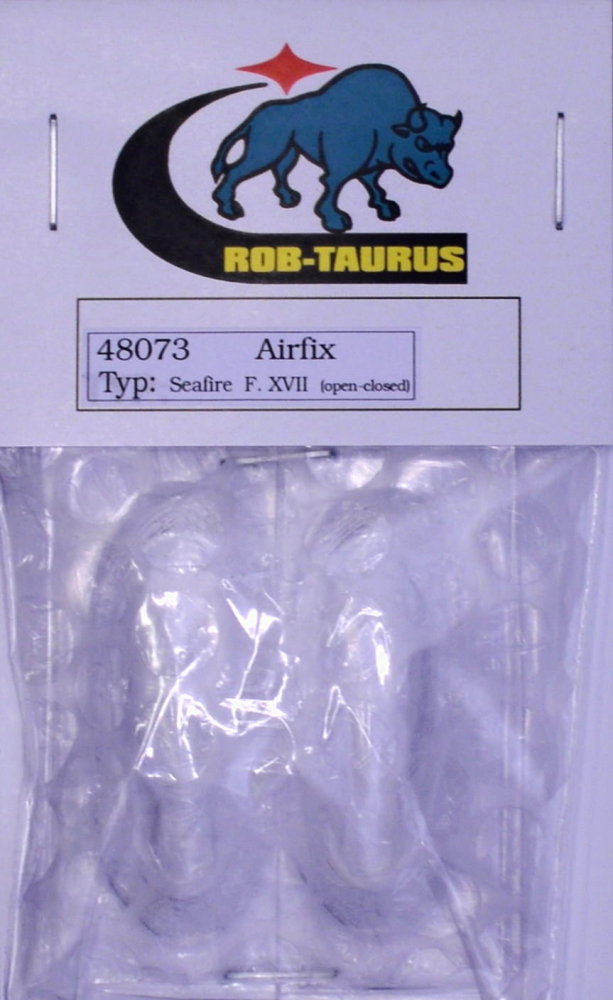 ROB-TAURUS
48073 Airfix
Typ: Seafire F. XVII (open-closed)